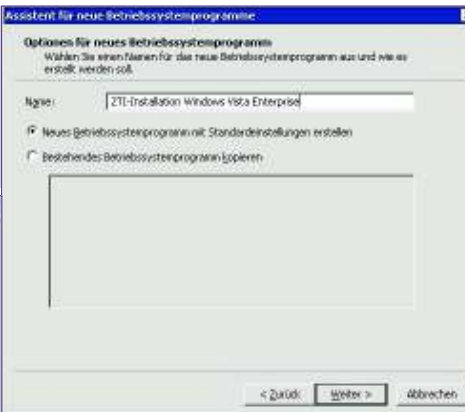 Assistent für neue Betriebssystemprogramme
Optionen für neues Betriebssystemprogramm
Wählen Sie einen Namen für das neue Betriebssystemprogramm aus und wie es
erstellt werden soll.
Name: ZTI-Installation Windows Vista Enterprise
Neues Betriebssystemprogramm mit Standardeinstellungen erstellen
Bestehendes Betriebssystemprogramm kopieren
< Zurück Weiter > Abbrechen